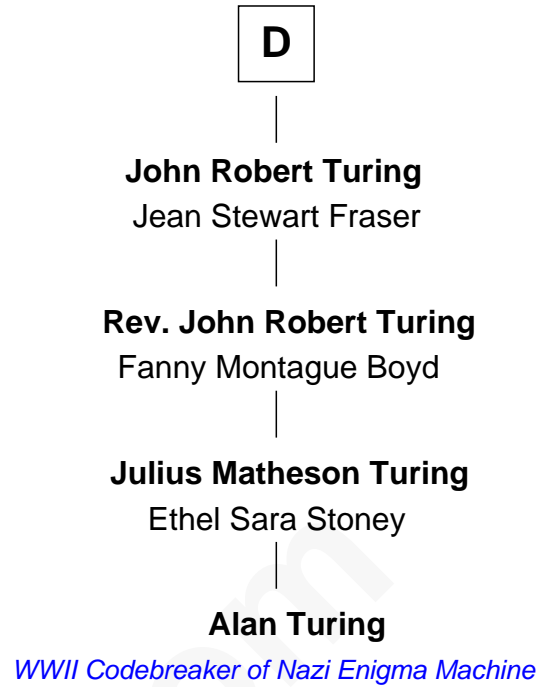 D
John Robert Turing
Jean Stewart Fraser
Rev. John Robert Turing
Fanny Montague Boyd
Julius Matheson Turing
Ethel Sara Stoney
Alan Turing
WWII Codebreaker of Nazi Enigma Machine